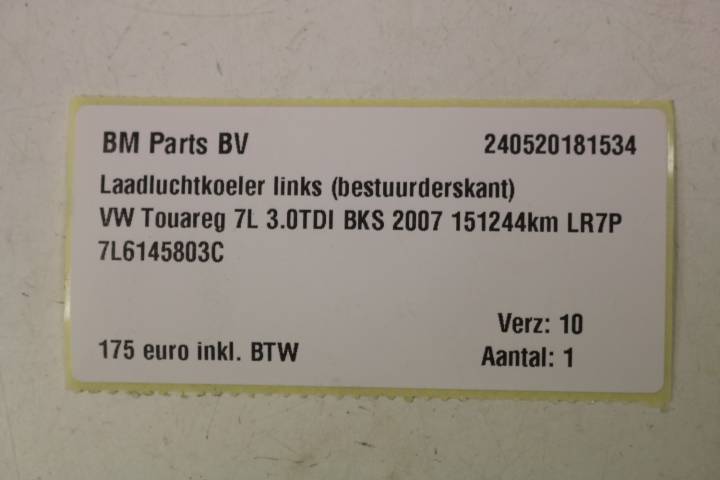 BM Parts BV 240520181534
Laadluchtkoeler links (bestuurderskant)
VW Touareg 7L 3.0TDI BKS 2007 151244km LR7P
7L6145803C
Verz: 10
175 euro inkl. BTW Aantal: 1